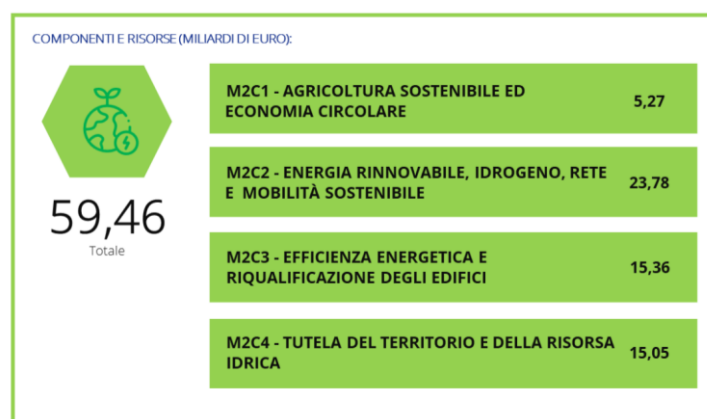 COMPONENTI E RISORSE (MILIARDI DI EURO):
59,46
Totale
M2C1 - AGRICOLTURA SOSTENIBILE ED
ECONOMIA CIRCOLARE
5,27
M2C2 - ENERGIA RINNOVABILE, IDROGENO, RETE
E MOBILITÀ SOSTENIBILE
23,78
M2C3 - EFFICIENZA ENERGETICA E
RIQUALIFICAZIONE DEGLI EDIFICI
15,36
M2C4 - TUTELA DEL TERRITORIO E DELLA RISORSA
IDRICA
15,05